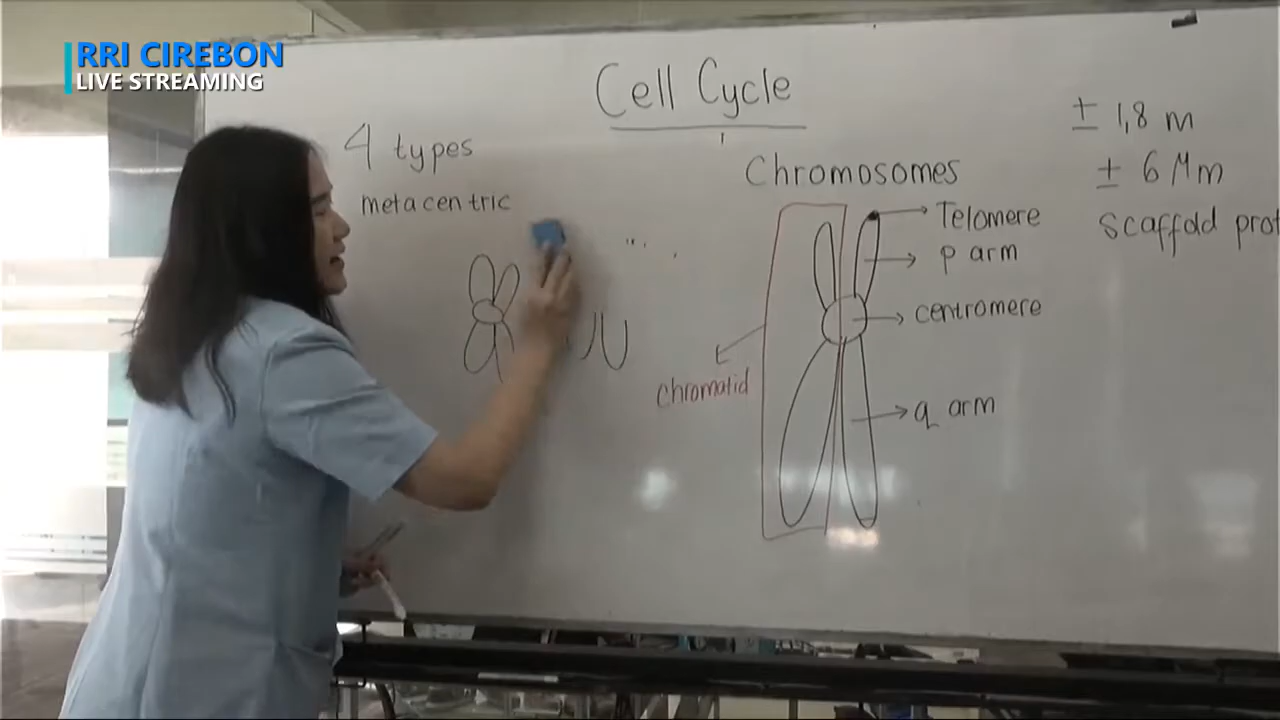 RRI CIREBON
LIVE STREAMING
Cell Cycle
4 types
metacentric
Chromosomes
Telomere
p arm
centromere
q arm
chromatid
± 1,8 m
± 6 Mm
scaffold prot